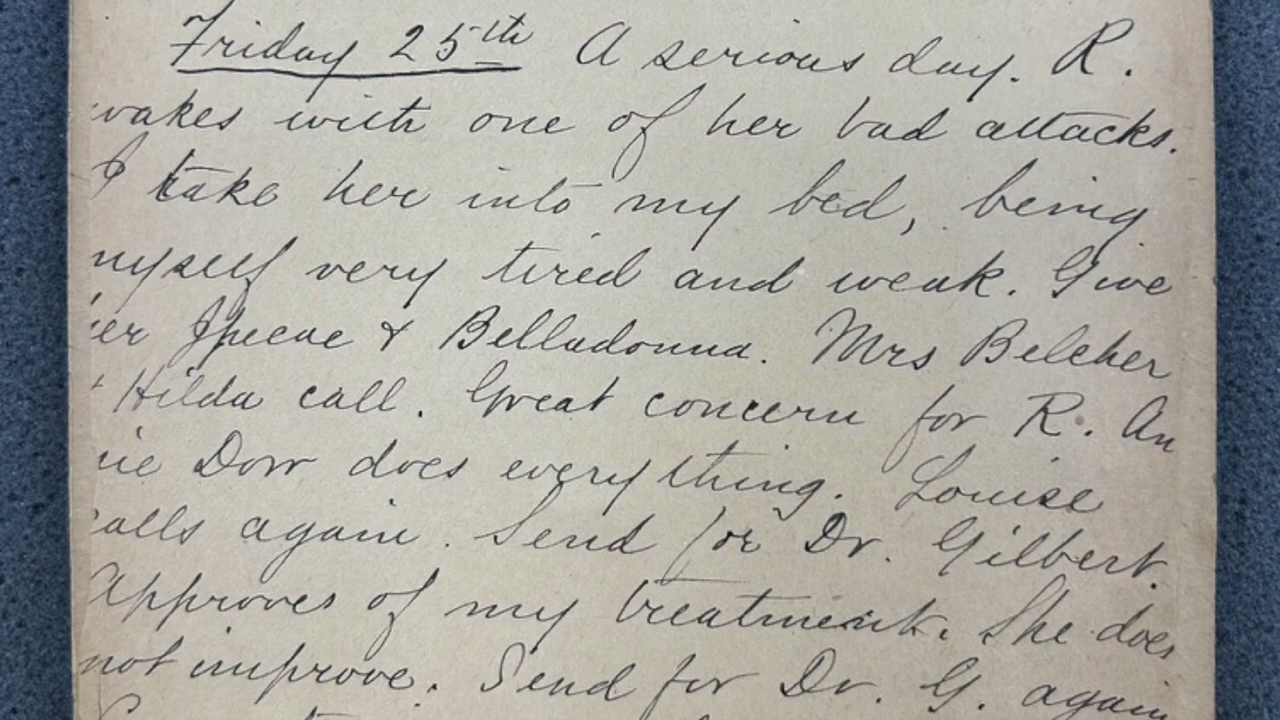 Friday 25th A serious day. R.
wakes with one of her bad attacks.
I take her into my bed, being
myself very tired and weak. Give
her Ipecac & Belladonna. Mrs Belcher
Hilda call. Great concern for R. An
nie Dow does everything. Louise
calls again. Send for Dr. Gilbert.
Approves of my treatment. She does
not improve. Send for Dr. G. again